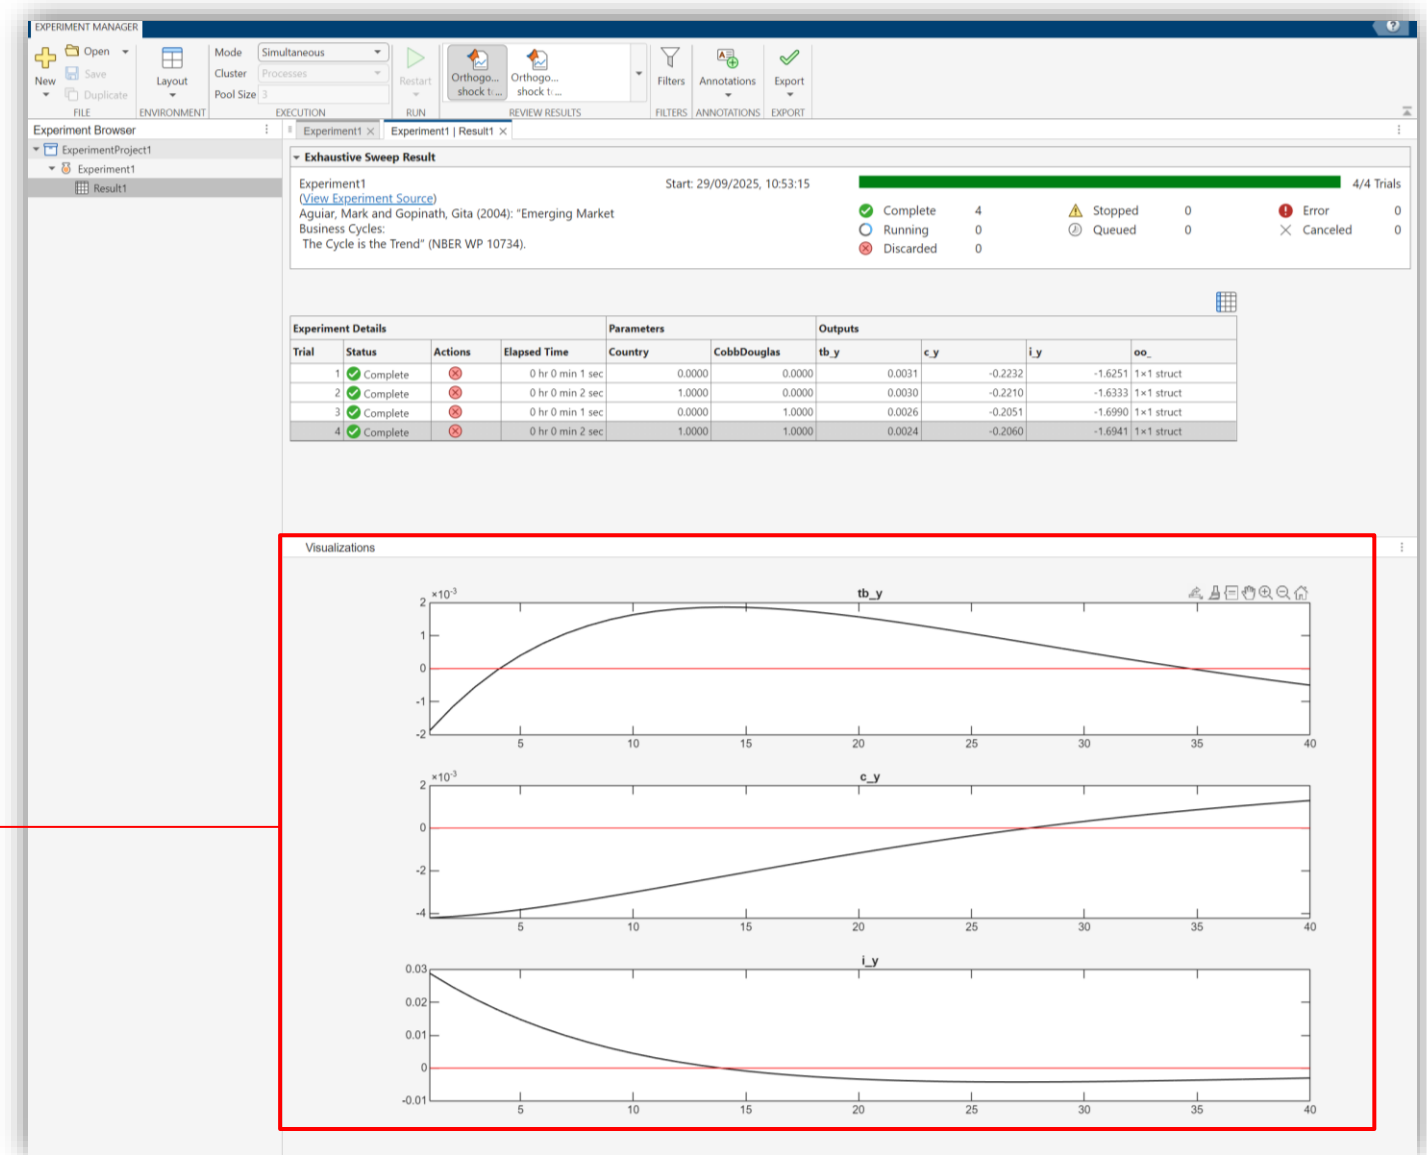 EXPERIMENT MANAGER
?
New
Open
Save
Duplicate
FILE
Layout
ENVIRONMENT
Mode Simultaneous
Cluster Processes
Pool Size 3
EXECUTION
Restart
RUN
Orthogo... shock t: ...
Orthogo... shock t: ...
REVIEW RESULTS
Filters
FILTERS
Annotations
ANNOTATIONS
Export
EXPORT
Experiment Browser
ExperimentProject1
Experiment1
Result1
Experiment1 × Experiment1 | Result1 ×
Exhaustive Sweep Result
Experiment1
(View Experiment Source)
Aguiar, Mark and Gopinath, Gita (2004): "Emerging Market
Business Cycles:
The Cycle is the Trend" (NBER WP 10734).
Start: 29/09/2025, 10:53:15
4/4 Trials
Complete 4 Stopped 0 Error 0
Running 0 Queued 0 Canceled 0
Discarded 0
Experiment Details Parameters Outputs
Trial Status Actions Elapsed Time Country CobbDouglas tb_y c_y i_y oo_
1 Complete 0 hr 0 min 1 sec 0.0000 0.0000 0.0031 -0.2232 -1.6251 1×1 struct
2 Complete 0 hr 0 min 2 sec 1.0000 0.0000 0.0030 -0.2210 -1.6333 1×1 struct
3 Complete 0 hr 0 min 1 sec 0.0000 1.0000 0.0026 -0.2051 -1.6990 1×1 struct
4 Complete 0 hr 0 min 2 sec 1.0000 1.0000 0.0024 -0.2060 -1.6941 1×1 struct
Visualizations
×10-3
tb_y
2
1
0
-1
-2
5 10 15 20 25 30 35 40
×10-3
c_y
2
0
-2
-4
5 10 15 20 25 30 35 40
i_y
0.03
0.02
0.01
0
-0.01
5 10 15 20 25 30 35 40